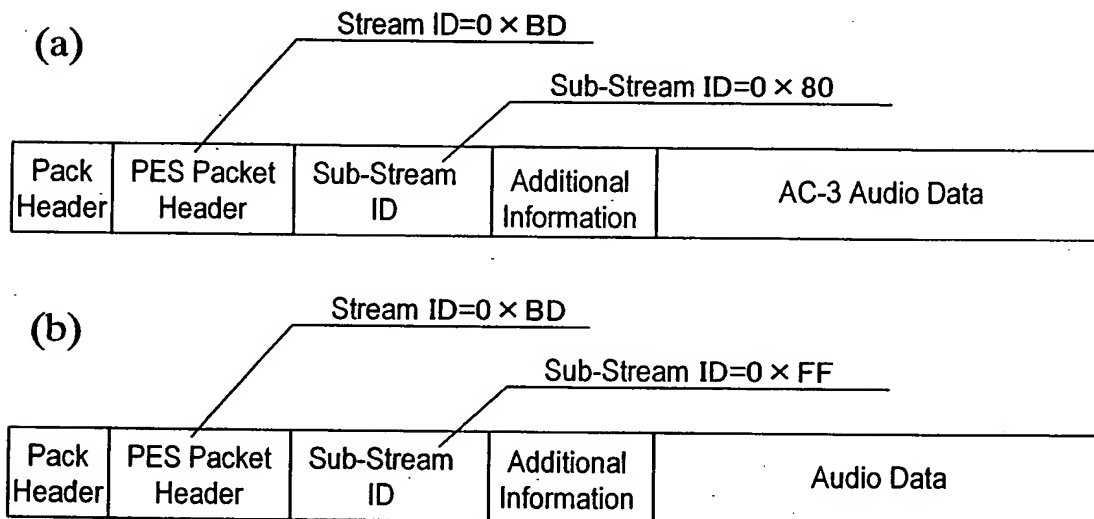 (a)
Stream ID=0 × BD
Sub-Stream ID=0 × 80
Pack Header
PES Packet Header
Sub-Stream ID
Additional Information
AC-3 Audio Data
(b)
Stream ID=0 × BD
Sub-Stream ID=0 × FF
Pack Header
PES Packet Header
Sub-Stream ID
Additional Information
Audio Data